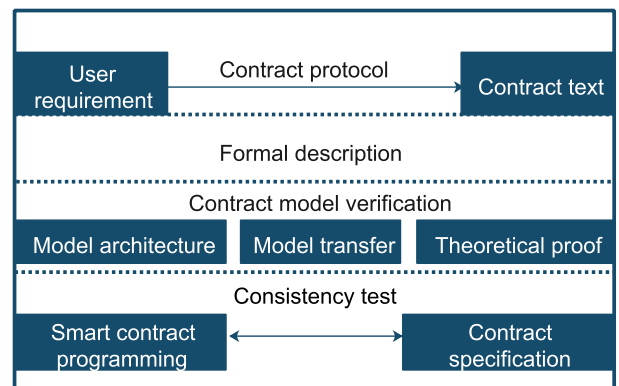 User
requirement
Contract protocol
Contract text
Formal description
Contract model verification
Model architecture
Model transfer
Theoretical proof
Consistency test
Smart contract
programming
Contract
specification